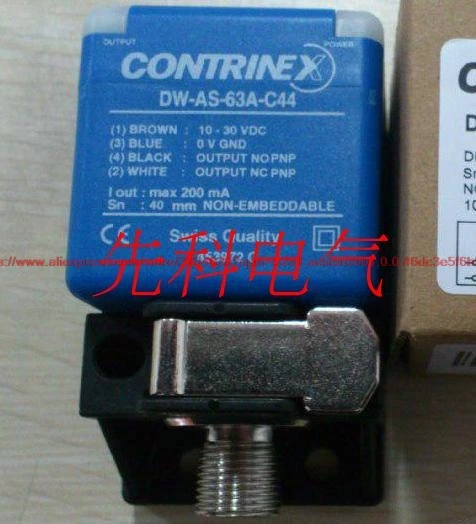 OUTPUT
POWER
CONTRINEX
DW-AS-63A-C44
(1) BROWN : 10 - 30 VDC
(3) BLUE : 0 V GND
(4) BLACK : OUTPUT NO PNP
(2) WHITE : OUTPUT NC PNP
I out : max 200 mA
Sn : 40 mm NON-EMBEDDABLE
CE Swiss Quality
先科电气